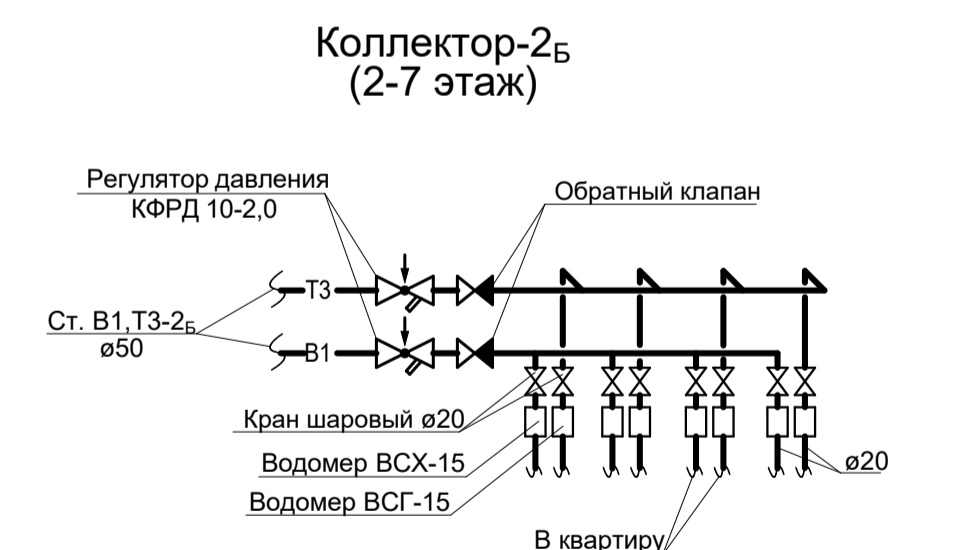 Коллектор-2Б
(2-7 этаж)
Регулятор давления
КФРД 10-2,0
Обратный клапан
Т3
Ст. В1,Т3-2Б
ø50
В1
Кран шаровый ø20
Водомер ВСХ-15
ø20
Водомер ВСГ-15
В квартиру